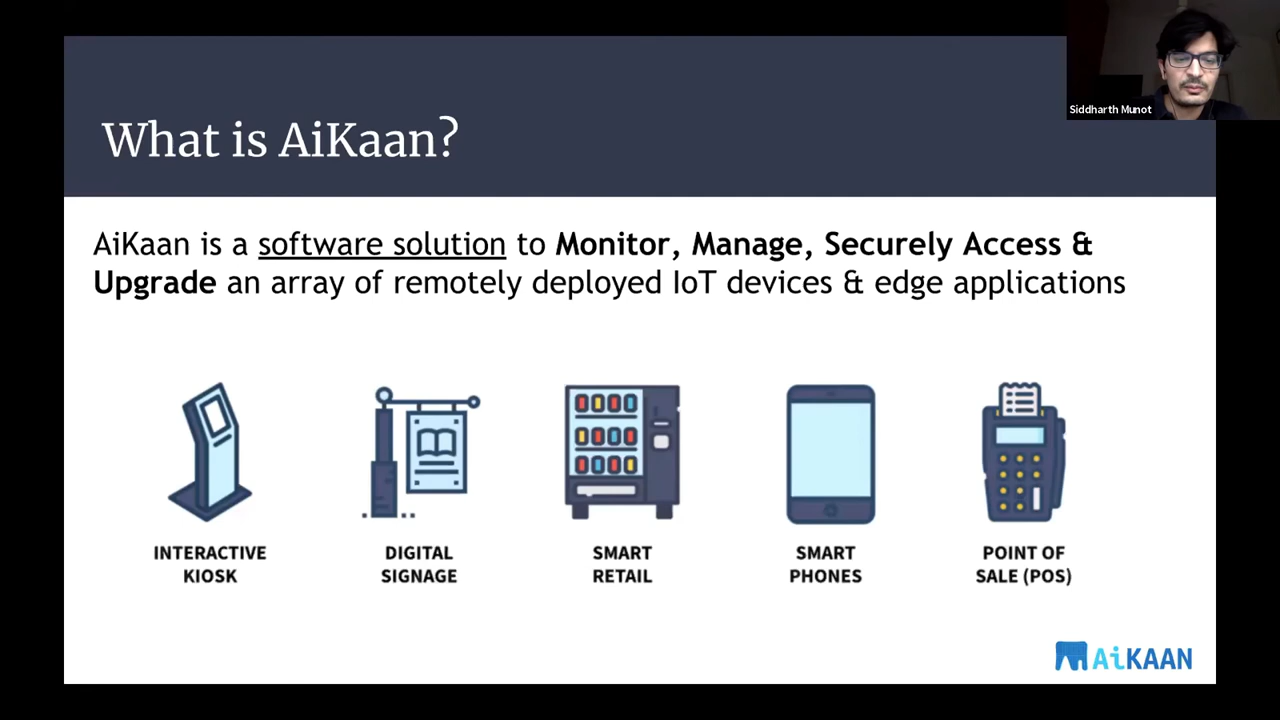 Siddharth Munot
What is AiKaan?
AiKaan is a software solution to Monitor, Manage, Securely Access &
Upgrade an array of remotely deployed IoT devices & edge applications
INTERACTIVE
KIOSK
DIGITAL
SIGNAGE
SMART
RETAIL
SMART
PHONES
POINT OF
SALE (POS)
AiKAAN